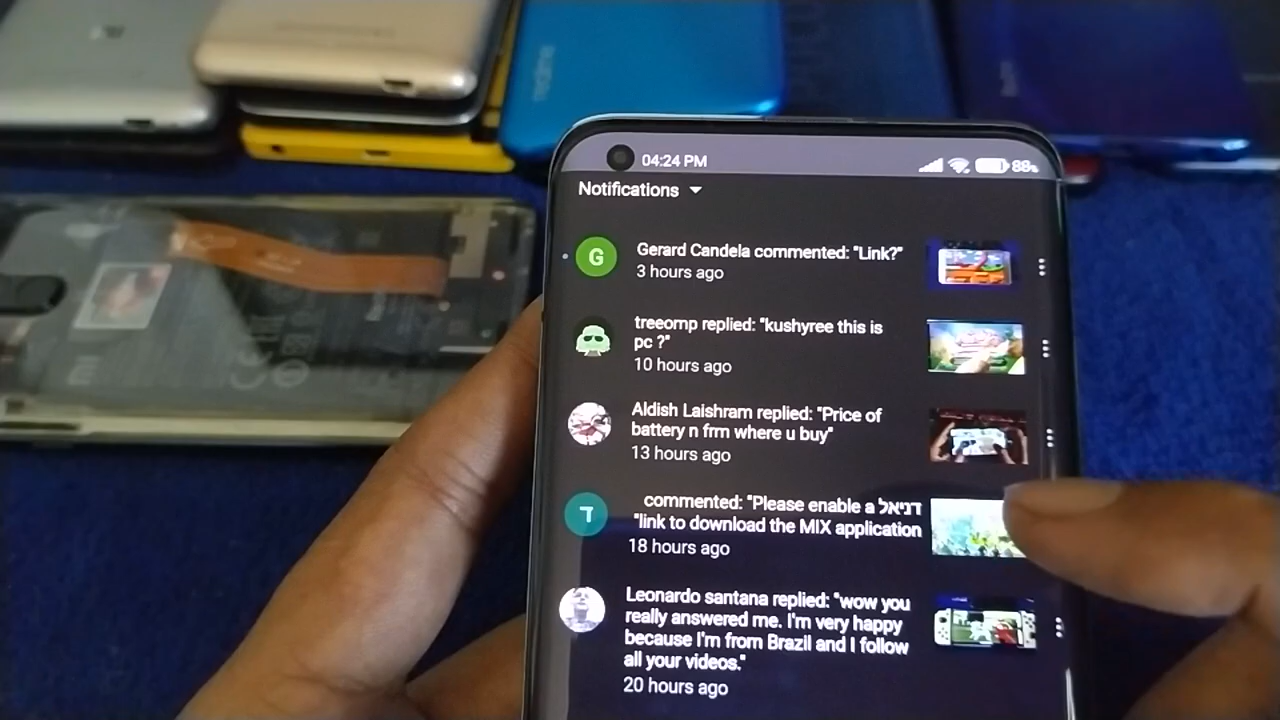 realme
04:24 PM
88%
Notifications
G
Gerard Candela commented: "Link?"
3 hours ago
treeomp replied: "kushyree this is
pc ?"
10 hours ago
Aldish Laishram replied: "Price of
battery n frm where u buy"
13 hours ago
ד
commented: "Please enable a דניאל
"link to download the MIX application
18 hours ago
Leonardo santana replied: "wow you
really answered me. I'm very happy
because I'm from Brazil and I follow
all your videos."
20 hours ago